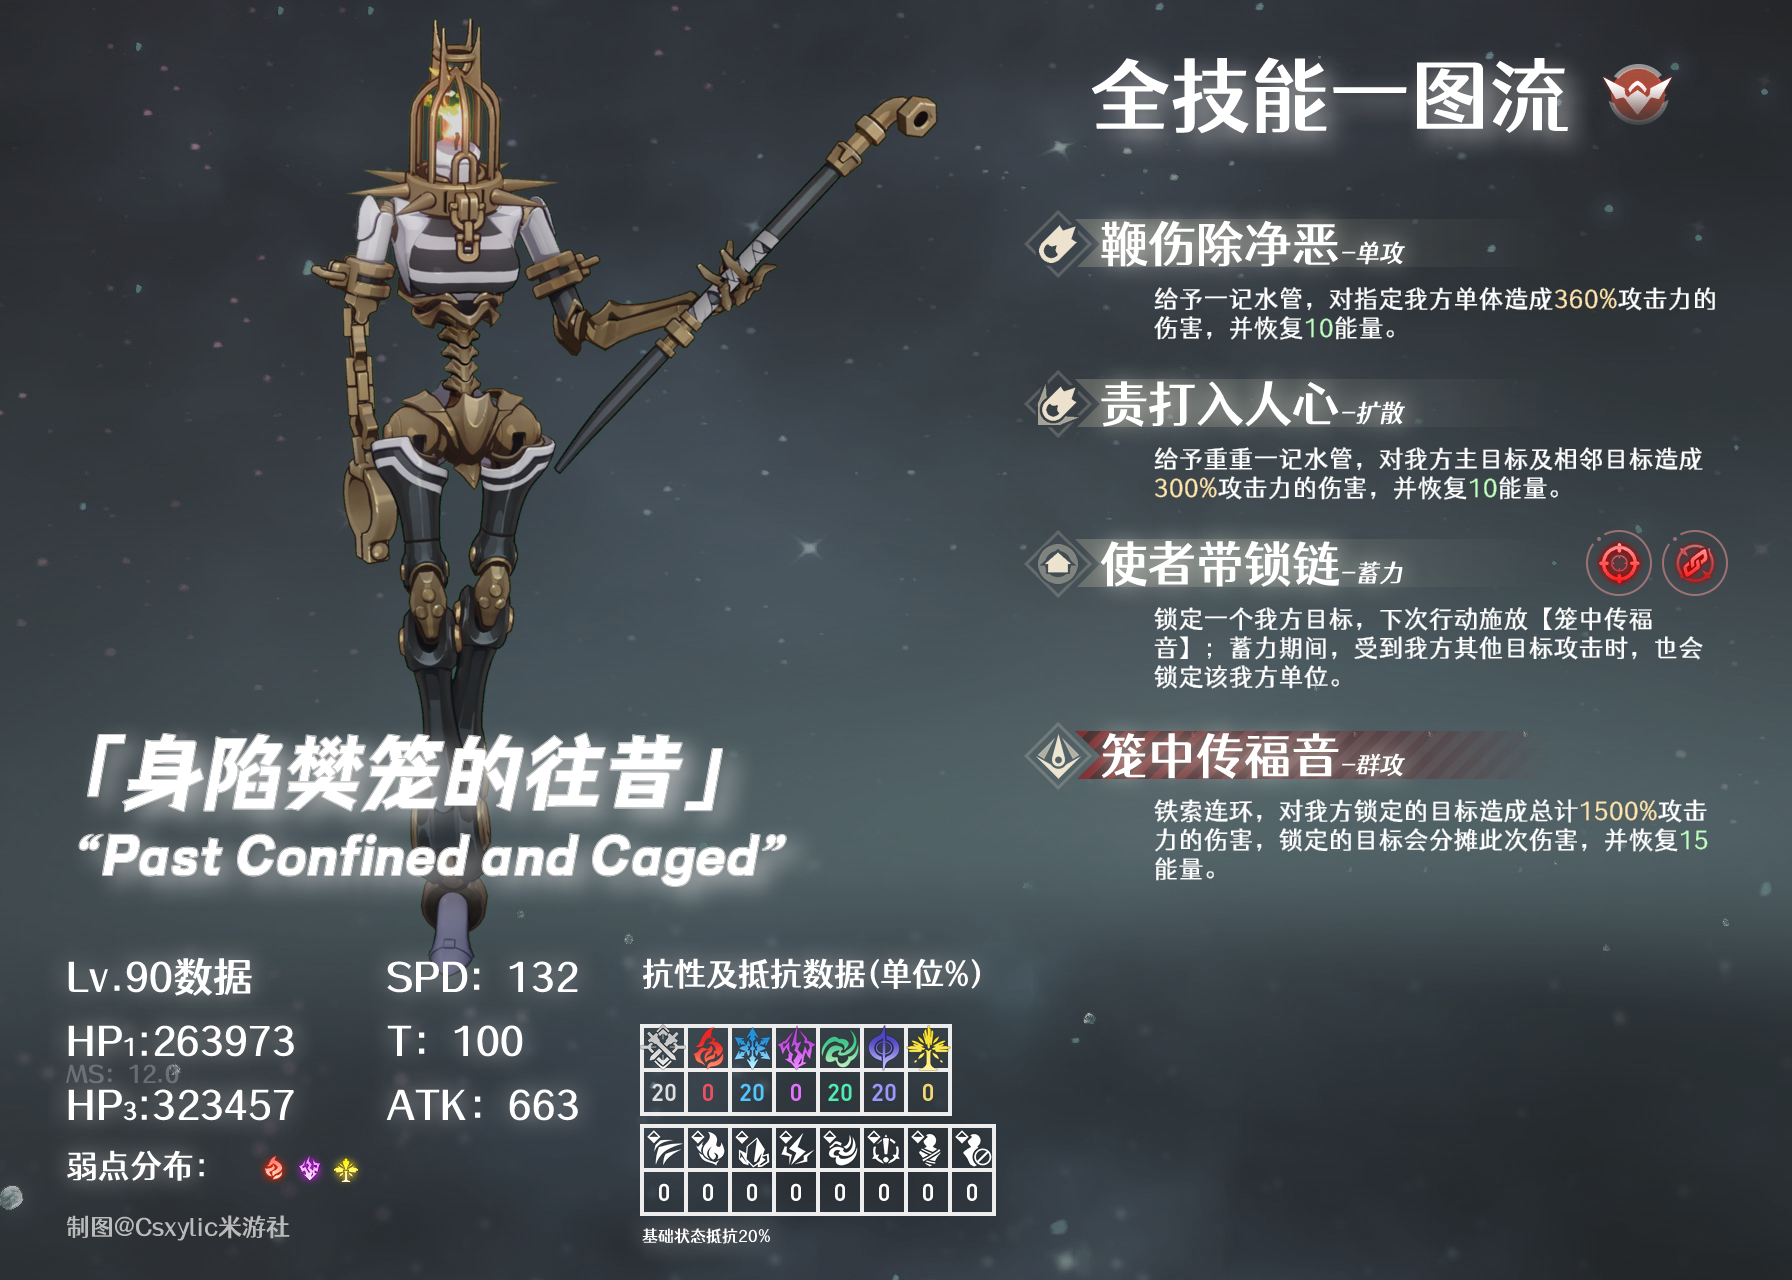 全技能一图流
鞭伤除净恶–单攻
给予一记水管，对指定我方单体造成360%攻击力的
伤害，并恢复10能量。
责打入人心–扩散
给予重重一记水管，对我方主目标及相邻目标造成
300%攻击力的伤害，并恢复10能量。
使者带锁链–蓄力
锁定一个我方目标，下次行动施放【笼中传福
音】；蓄力期间，受到我方其他目标攻击时，也会
锁定该我方单位。
笼中传福音–群攻
铁索连环，对我方锁定的目标造成总计1500%攻击
力的伤害，锁定的目标会分摊此次伤害，并恢复15
能量。
「身陷樊笼的往昔」
“Past Confined and Caged”
Lv.90数据 SPD：132
HP1:263973 T：100
MS：12.0
HP3:323457 ATK：663
弱点分布：
制图@Csxylic米游社
抗性及抵抗数据(单位%)
20 0 20 0 20 20 0
0 0 0 0 0 0 0 0
基础状态抵抗20%